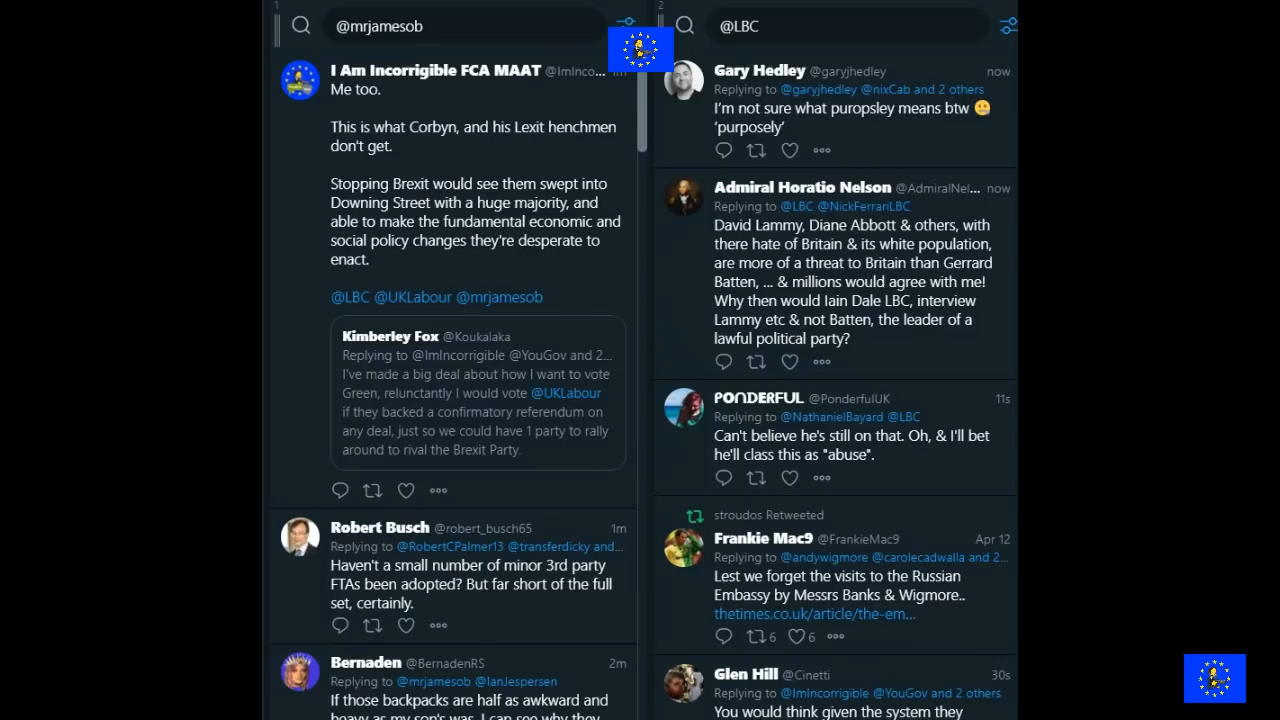 1
@mrjamesob
I Am Incorrigible FCA MAAT @ImInco... 1m
Me too.
This is what Corbyn, and his Lexit henchmen
don't get.
Stopping Brexit would see them swept into
Downing Street with a huge majority, and
able to make the fundamental economic and
social policy changes they're desperate to
enact.
@LBC @UKLabour @mrjamesob
Kimberley Fox @Koukalaka
Replying to @ImIncorrigible @YouGov and 2...
I've made a big deal about how I want to vote
Green, reluncantly I would vote @UKLabour
if they backed a confirmatory referendum on
any deal, just so we could have 1 party to rally
around to rival the Brexit Party.
Robert Busch @robert_busch65 1m
Replying to @RobertCPalmer13 @transferdicky and...
Haven't a small number of minor 3rd party
FTAs been adopted? But far short of the full
set, certainly.
Bernaden @BernadenRS 2m
Replying to @mrjamesob @IanJespersen
If those backpacks are half as awkward and
heavy as my son's was, I can see why they
2
@LBC
Gary Hedley @garyjhedley now
Replying to @garyjhedley @nixCab and 2 others
I'm not sure what puropsley means btw 🤐
'purposely'
Admiral Horatio Nelson @AdmiralNel... now
Replying to @LBC @NickFerrariLBC
David Lammy, Diane Abbott & others, with
there hate of Britain & its white population,
are more of a threat to Britain than Gerrard
Batten, ... & millions would agree with me!
Why then would Iain Dale LBC, interview
Lammy etc & not Batten, the leader of a
lawful political party?
PONDERFUL @PonderfulUK 11s
Replying to @NathanielBayard @LBC
Can't believe he's still on that. Oh, & I'll bet
he'll class this as "abuse".
stroudos Retweeted
Frankie Mac9 @FrankieMac9 Apr 12
Replying to @andywigmore @carolecadwalla and 2...
Lest we forget the visits to the Russian
Embassy by Messrs Banks & Wigmore..
thetimes.co.uk/article/the-em...
6 6
Glen Hill @Cinetti 30s
Replying to @ImIncorrigible @YouGov and 2 others
You would think given the system they